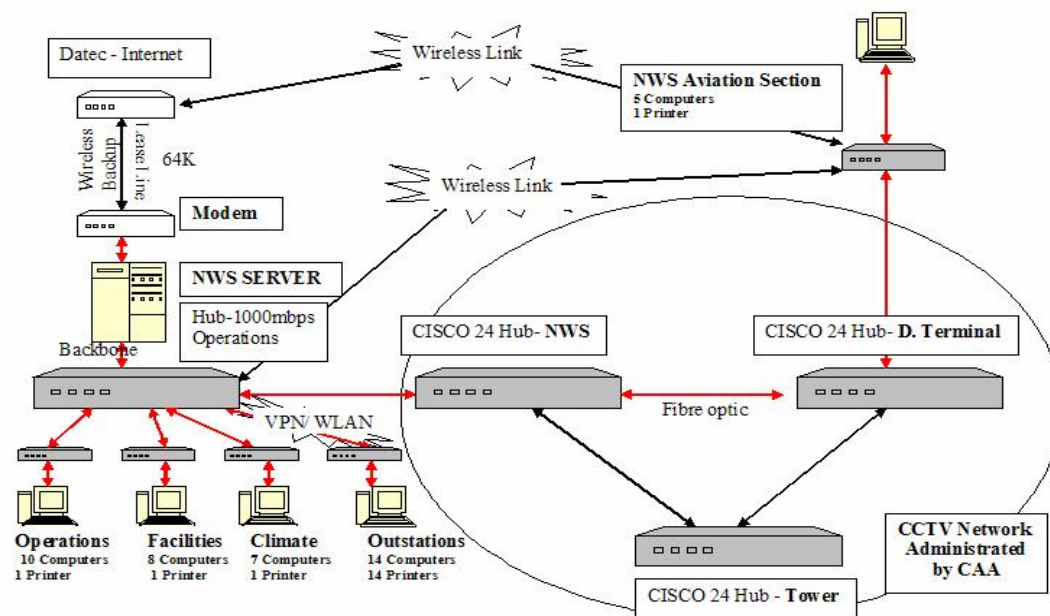 Datec - Internet
Wireless Link
NWS Aviation Section
5 Computers
1 Printer
Wireless
Backup
Lease Line
64K
Wireless Link
Modem
NWS SERVER
Hub-1000mbps
Operations
Backbone
CISCO 24 Hub- NWS
CISCO 24 Hub- D. Terminal
Fibre optic
VPN/ WLAN
Operations
10 Computers
1 Printer
Facilities
8 Computers
1 Printer
Climate
7 Computers
1 Printer
Outstations
14 Computers
14 Printers
CCTV Network
Administrated
by CAA
CISCO 24 Hub - Tower